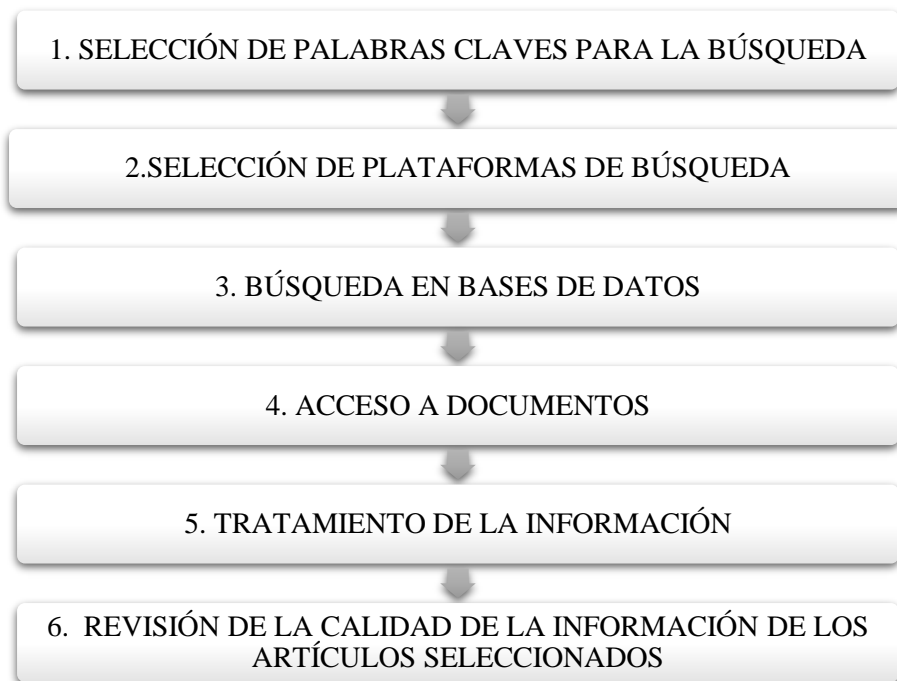 1. SELECCIÓN DE PALABRAS CLAVES PARA LA BÚSQUEDA
2.SELECCIÓN DE PLATAFORMAS DE BÚSQUEDA
3. BÚSQUEDA EN BASES DE DATOS
4. ACCESO A DOCUMENTOS
5. TRATAMIENTO DE LA INFORMACIÓN
6. REVISIÓN DE LA CALIDAD DE LA INFORMACIÓN DE LOS
ARTÍCULOS SELECCIONADOS